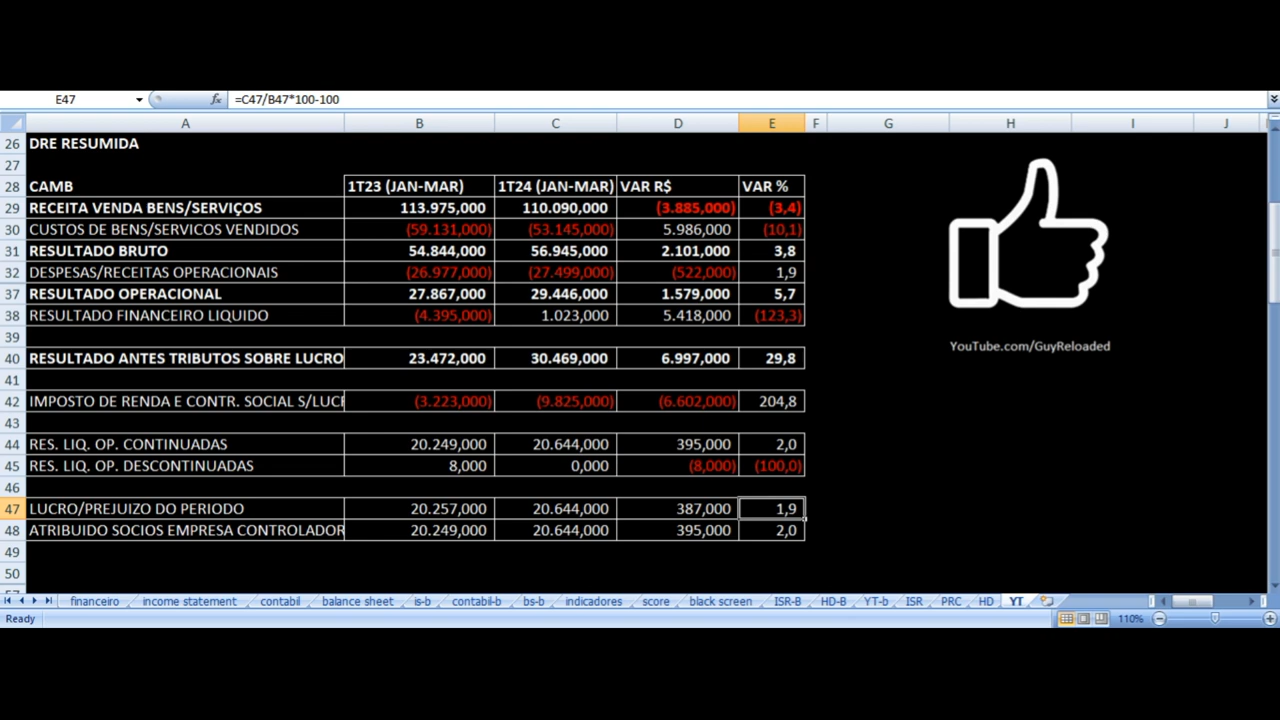 E47 fx =C47/B47*100-100
A B C D E F G H I J
26 DRE RESUMIDA
27
28 CAMB 1T23 (JAN-MAR) 1T24 (JAN-MAR) VAR R$ VAR %
29 RECEITA VENDA BENS/SERVIÇOS 113.975,000 110.090,000 (3.885,000) (3,4)
30 CUSTOS DE BENS/SERVICOS VENDIDOS (59.131,000) (53.145,000) 5.986,000 (10,1)
31 RESULTADO BRUTO 54.844,000 56.945,000 2.101,000 3,8
32 DESPESAS/RECEITAS OPERACIONAIS (26.977,000) (27.499,000) (522,000) 1,9
37 RESULTADO OPERACIONAL 27.867,000 29.446,000 1.579,000 5,7
38 RESULTADO FINANCEIRO LIQUIDO (4.395,000) 1.023,000 5.418,000 (123,3)
39
YouTube.com/GuyReloaded
40 RESULTADO ANTES TRIBUTOS SOBRE LUCRO 23.472,000 30.469,000 6.997,000 29,8
41
42 IMPOSTO DE RENDA E CONTR. SOCIAL S/LUCR (3.223,000) (9.825,000) (6.602,000) 204,8
43
44 RES. LIQ. OP. CONTINUADAS 20.249,000 20.644,000 395,000 2,0
45 RES. LIQ. OP. DESCONTINUADAS 8,000 0,000 (8,000) (100,0)
46
47 LUCRO/PREJUIZO DO PERIODO 20.257,000 20.644,000 387,000 1,9
48 ATRIBUIDO SOCIOS EMPRESA CONTROLADOR 20.249,000 20.644,000 395,000 2,0
49
50
financeiro income statement contabil balance sheet is-b contabil-b bs-b indicadores score black screen ISR-B HD-B YT-b ISR PRC HD YT
Ready 110%